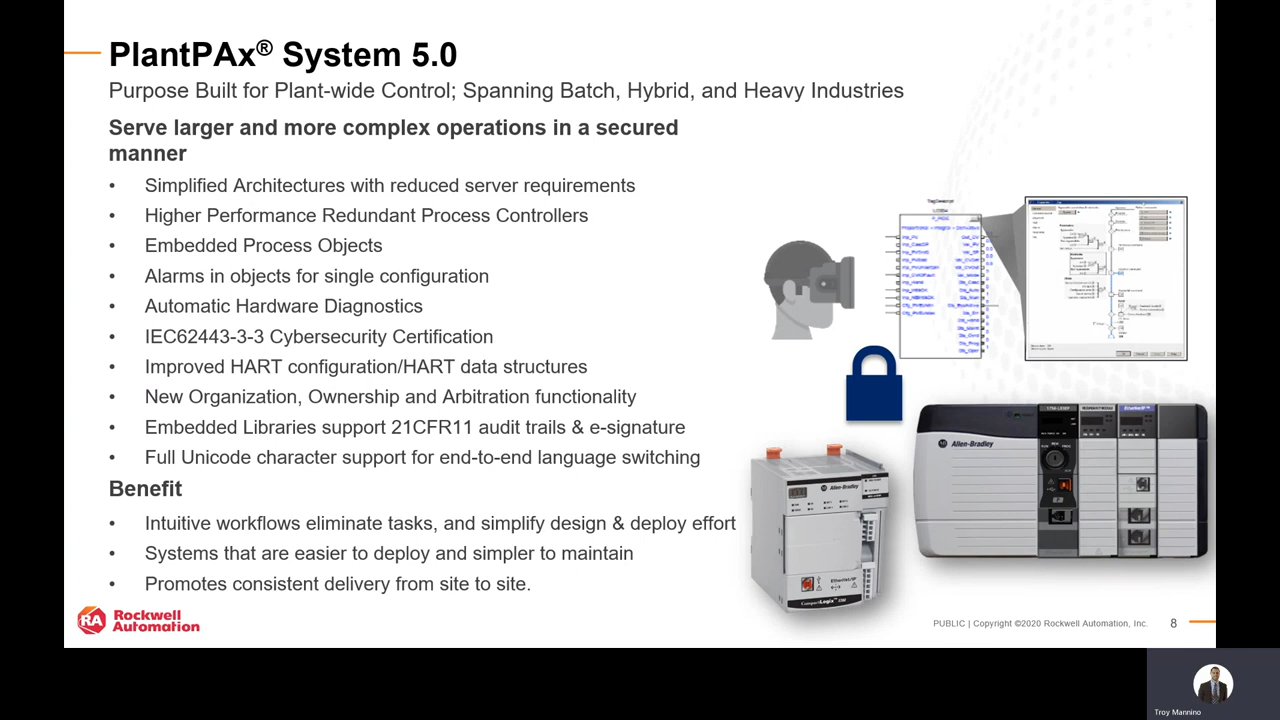 PlantPAx® System 5.0
Purpose Built for Plant-wide Control; Spanning Batch, Hybrid, and Heavy Industries
Serve larger and more complex operations in a secured
manner
• Simplified Architectures with reduced server requirements
• Higher Performance Redundant Process Controllers
• Embedded Process Objects
• Alarms in objects for single configuration
• Automatic Hardware Diagnostics
• IEC62443-3-3 Cybersecurity Certification
• Improved HART configuration/HART data structures
• New Organization, Ownership and Arbitration functionality
• Embedded Libraries support 21CFR11 audit trails & e-signature
• Full Unicode character support for end-to-end language switching
Benefit
• Intuitive workflows eliminate tasks, and simplify design & deploy effort
• Systems that are easier to deploy and simpler to maintain
• Promotes consistent delivery from site to site.
Allen-Bradley
Allen-Bradley
EtherNet/IP
CompactLogix
RA
Rockwell
Automation
PUBLIC | Copyright ©2020 Rockwell Automation, Inc.
8
Troy Mannino